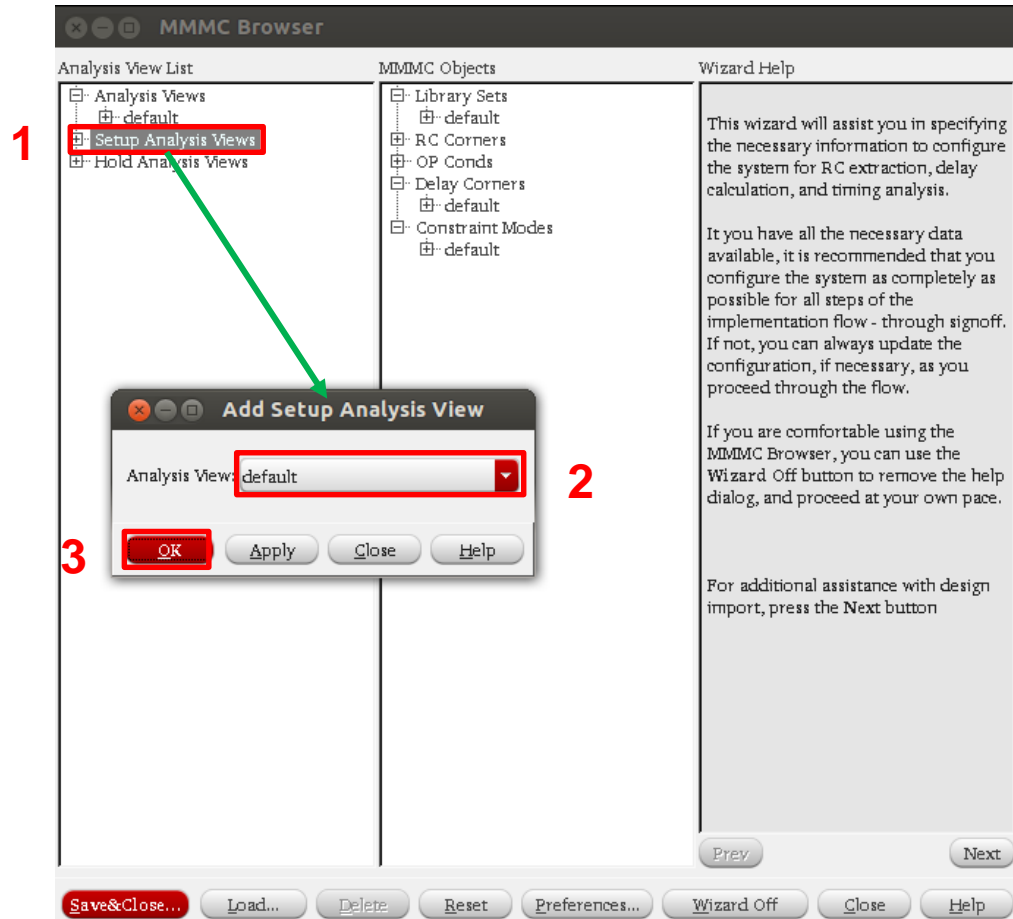 MMMC Browser
Analysis View List
Analysis Views
default
Setup Analysis Views
Hold Analysis Views
1
MMMC Objects
Library Sets
default
RC Corners
OP Conds
Delay Corners
default
Constraint Modes
default
Wizard Help
This wizard will assist you in specifying
the necessary information to configure
the system for RC extraction, delay
calculation, and timing analysis.
It you have all the necessary data
available, it is recommended that you
configure the system as completely as
possible for all steps of the
implementation flow - through signoff.
If not, you can always update the
configuration, if necessary, as you
proceed through the flow.
If you are comfortable using the
MMMC Browser, you can use the
Wizard Off button to remove the help
dialog, and proceed at your own pace.
For additional assistance with design
import, press the Next button
Add Setup Analysis View
Analysis View: default
2
3
OK Apply Close Help
Prev Next
Save&Close... Load... Delete Reset Preferences... Wizard Off Close Help